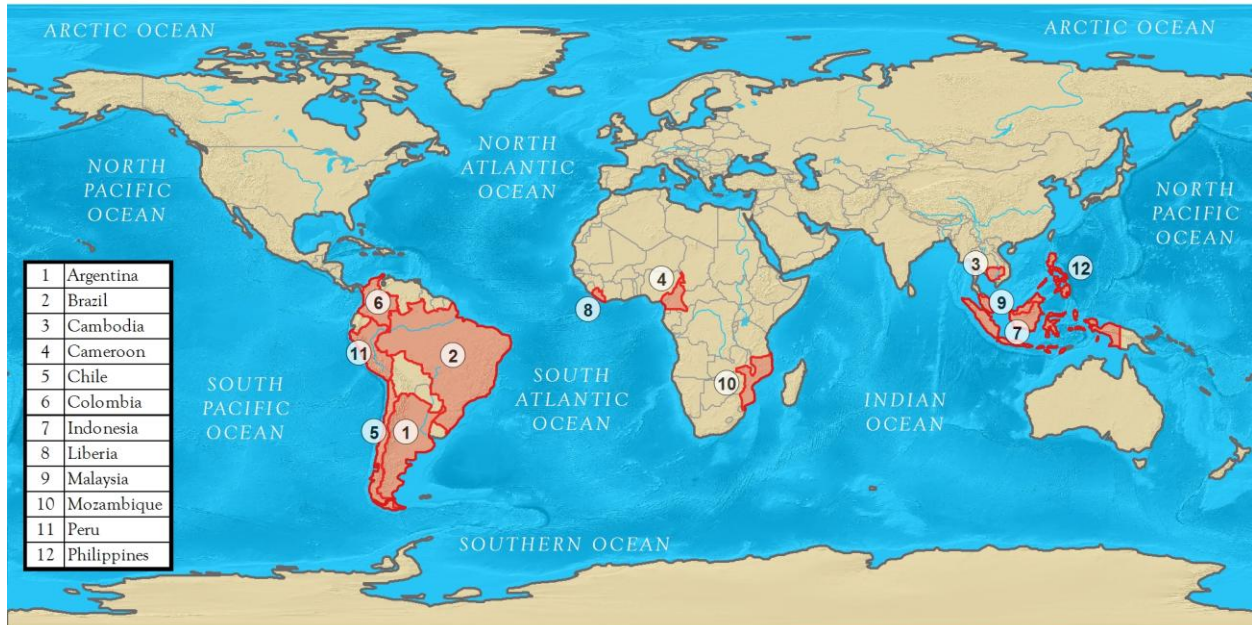 ARCTIC OCEAN
ARCTIC OCEAN
NORTH
PACIFIC
OCEAN
NORTH
ATLANTIC
OCEAN
NORTH
PACIFIC
OCEAN
1 Argentina
2 Brazil
3 Cambodia
4 Cameroon
5 Chile
6 Colombia
7 Indonesia
8 Liberia
9 Malaysia
10 Mozambique
11 Peru
12 Philippines
3
12
4
6
8
9
7
11
2
10
5
1
SOUTH
PACIFIC
OCEAN
SOUTH
ATLANTIC
OCEAN
INDIAN
OCEAN
SOUTHERN OCEAN